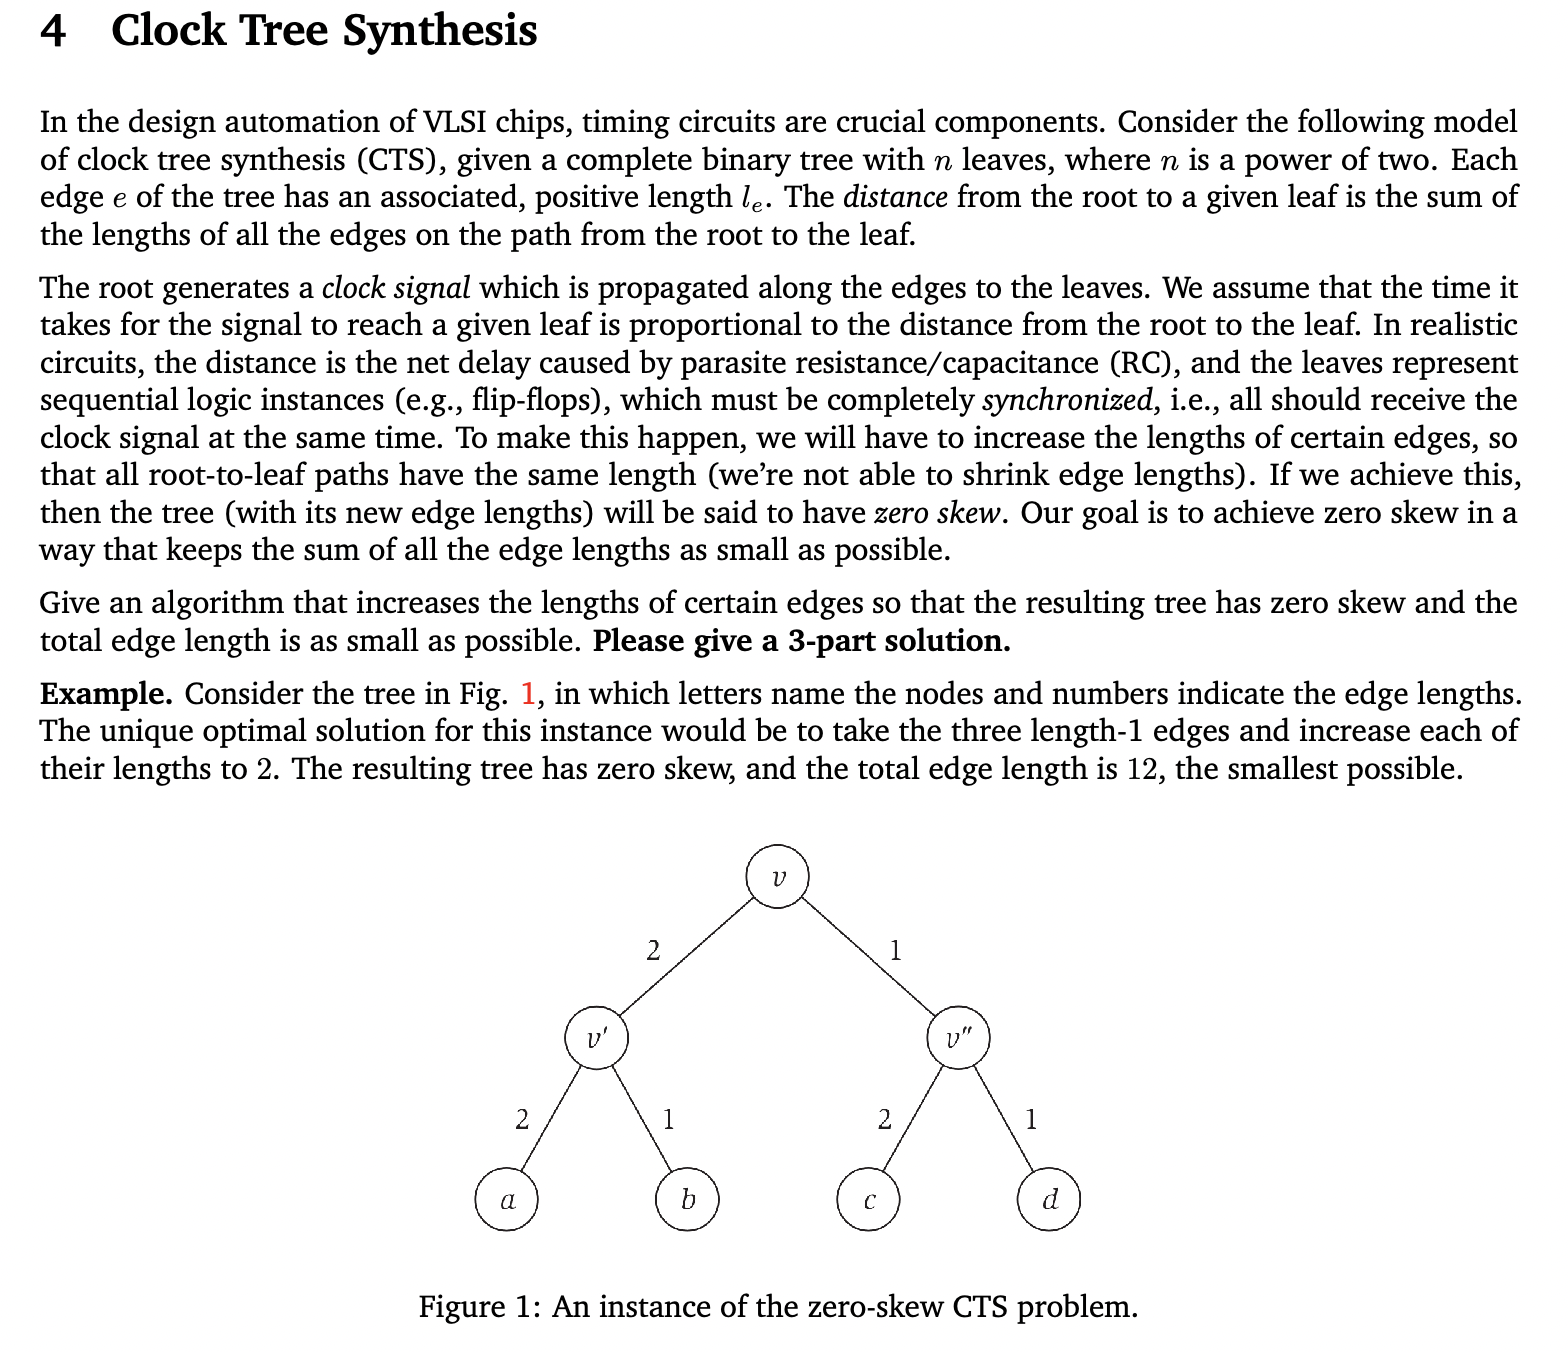 4 Clock Tree Synthesis
In the design automation of VLSI chips, timing circuits are crucial components. Consider the following model
of clock tree synthesis (CTS), given a complete binary tree with n leaves, where n is a power of two. Each
edge e of the tree has an associated, positive length lₑ. The distance from the root to a given leaf is the sum of
the lengths of all the edges on the path from the root to the leaf.
The root generates a clock signal which is propagated along the edges to the leaves. We assume that the time it
takes for the signal to reach a given leaf is proportional to the distance from the root to the leaf. In realistic
circuits, the distance is the net delay caused by parasite resistance/capacitance (RC), and the leaves represent
sequential logic instances (e.g., flip-flops), which must be completely synchronized, i.e., all should receive the
clock signal at the same time. To make this happen, we will have to increase the lengths of certain edges, so
that all root-to-leaf paths have the same length (we're not able to shrink edge lengths). If we achieve this,
then the tree (with its new edge lengths) will be said to have zero skew. Our goal is to achieve zero skew in a
way that keeps the sum of all the edge lengths as small as possible.
Give an algorithm that increases the lengths of certain edges so that the resulting tree has zero skew and the
total edge length is as small as possible. Please give a 3-part solution.
Example. Consider the tree in Fig. 1, in which letters name the nodes and numbers indicate the edge lengths.
The unique optimal solution for this instance would be to take the three length-1 edges and increase each of
their lengths to 2. The resulting tree has zero skew, and the total edge length is 12, the smallest possible.
v
2 1
v′ v″
2 1 2 1
a b c d
Figure 1: An instance of the zero-skew CTS problem.